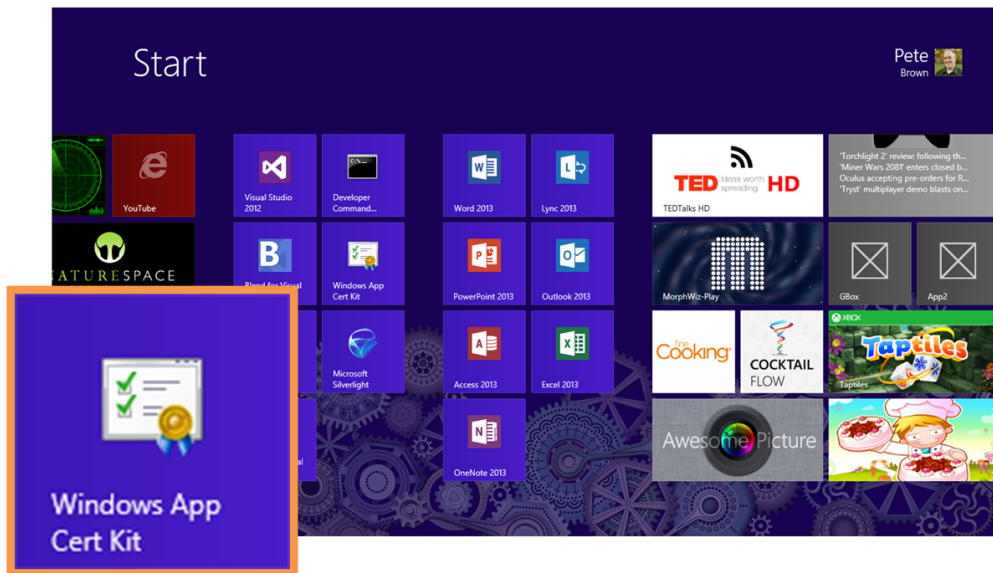 Start
Pete
Brown
YouTube
Visual Studio
2012
Developer
Command...
Word 2013
Lync 2013
TED Ideas worth
spreading HD
TEDTalks HD
'Torchlight 2' review: following th...
'Miner Wars 2081' enters closed b...
Oculus accepting pre-orders for R...
'Tryst' multiplayer demo blasts on...
ATURESPACE
B
Blend for Visual
Windows App
Cert Kit
PowerPoint 2013
Outlook 2013
MorphWiz-Play
GBox
App2
Microsoft
Silverlight
Access 2013
Excel 2013
fine
Cooking
COCKTAIL
FLOW
XBOX
Taptiles
Taptiles
al
OneNote 2013
Awesome Picture
Windows App
Cert Kit